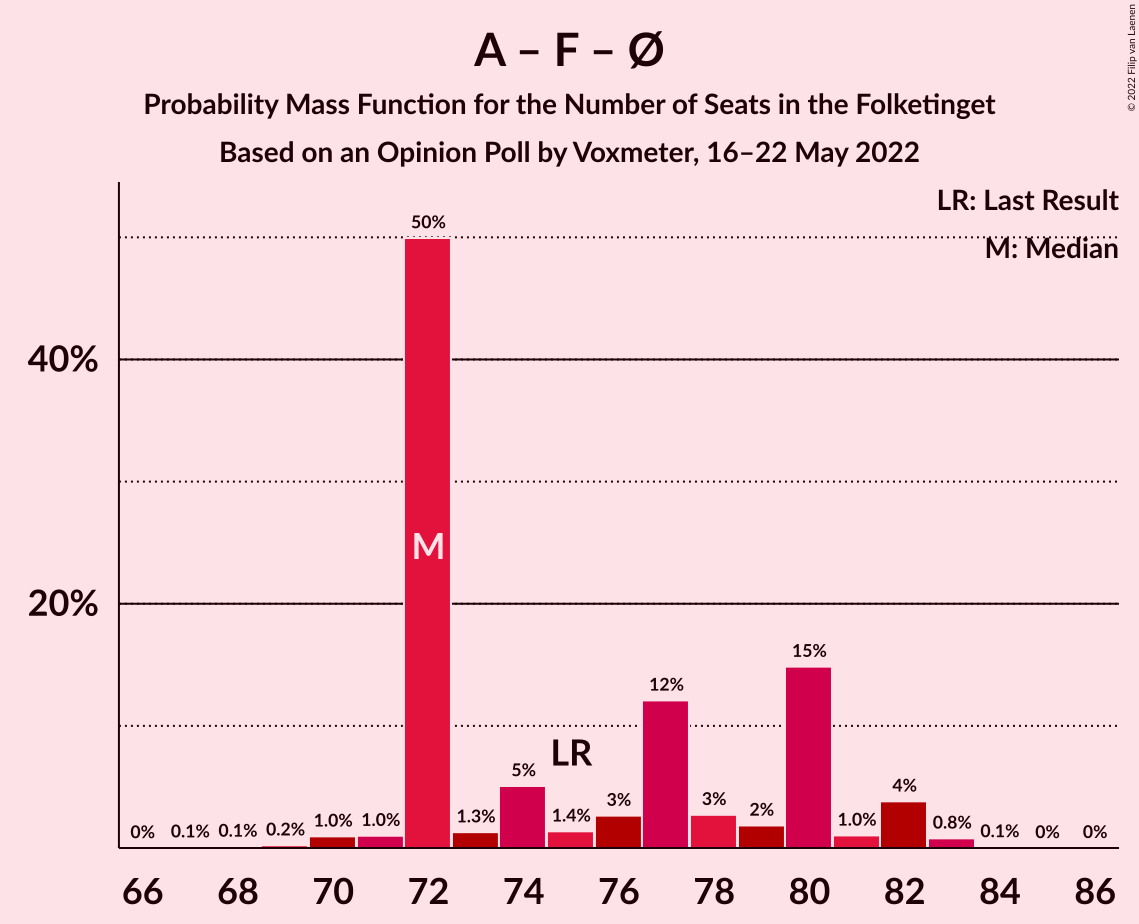 A – F – Ø
Probability Mass Function for the Number of Seats in the Folketinget
Based on an Opinion Poll by Voxmeter, 16–22 May 2022
© 2022 Filip van Laenen
LR: Last Result
M: Median
50%
40%
M
20%
15%
12%
LR
5%
4%
3%
3%
2%
1.4%
1.3%
1.0%
1.0%
1.0%
0.8%
0%
0.1%
0.1%
0.2%
0.1%
0%
0%
66 68 70 72 74 76 78 80 82 84 86